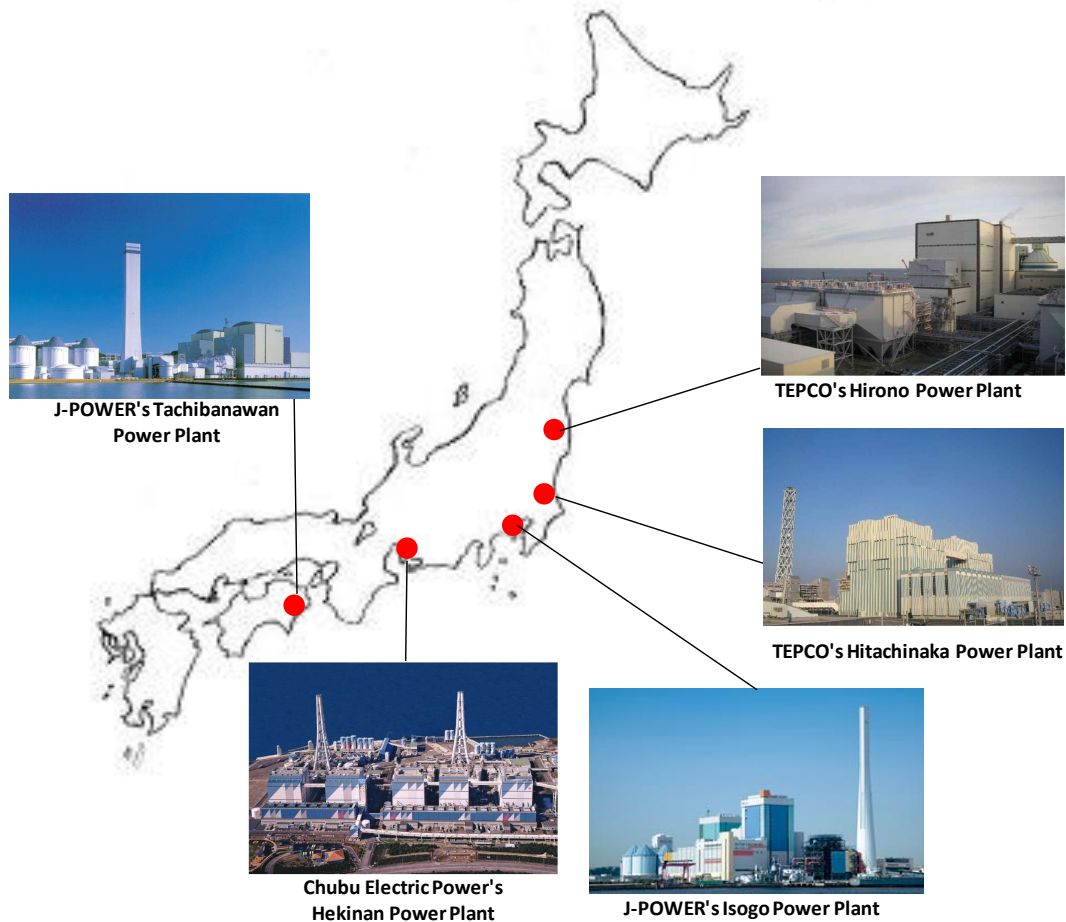 TEPCO's Hirono Power Plant
J-POWER's Tachibanawan
Power Plant
TEPCO's Hitachinaka Power Plant
Chubu Electric Power's
Hekinan Power Plant
J-POWER's Isogo Power Plant